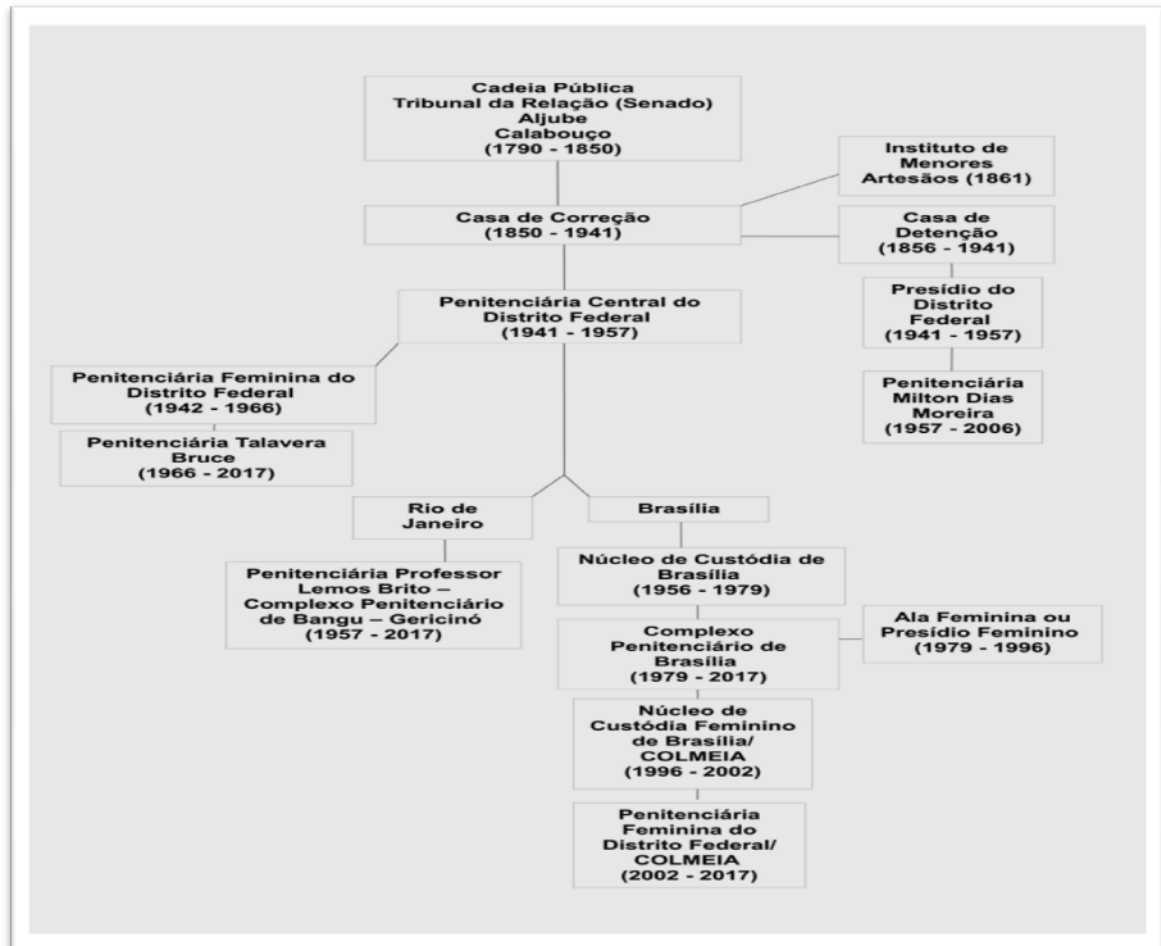 Cadeia Pública
Tribunal da Relação (Senado)
Aljube
Calabouço
(1790 - 1850)
Instituto de
Menores
Artesãos (1861)
Casa de Correção
(1850 - 1941)
Casa de
Detenção
(1856 - 1941)
Penitenciária Central do
Distrito Federal
(1941 - 1957)
Presídio do
Distrito
Federal
(1941 - 1957)
Penitenciária Feminina do
Distrito Federal
(1942 - 1966)
Penitenciária
Milton Dias
Moreira
(1957 - 2006)
Penitenciária Talavera
Bruce
(1966 - 2017)
Rio de
Janeiro
Brasília
Penitenciária Professor
Lemos Brito –
Complexo Penitenciário
de Bangu – Gericinó
(1957 - 2017)
Núcleo de Custódia de
Brasília
(1956 - 1979)
Complexo
Penitenciário de
Brasília
(1979 - 2017)
Ala Feminina ou
Presídio Feminino
(1979 - 1996)
Núcleo de
Custódia Feminino
de Brasília/
COLMEIA
(1996 - 2002)
Penitenciária
Feminina do
Distrito Federal/
COLMEIA
(2002 - 2017)